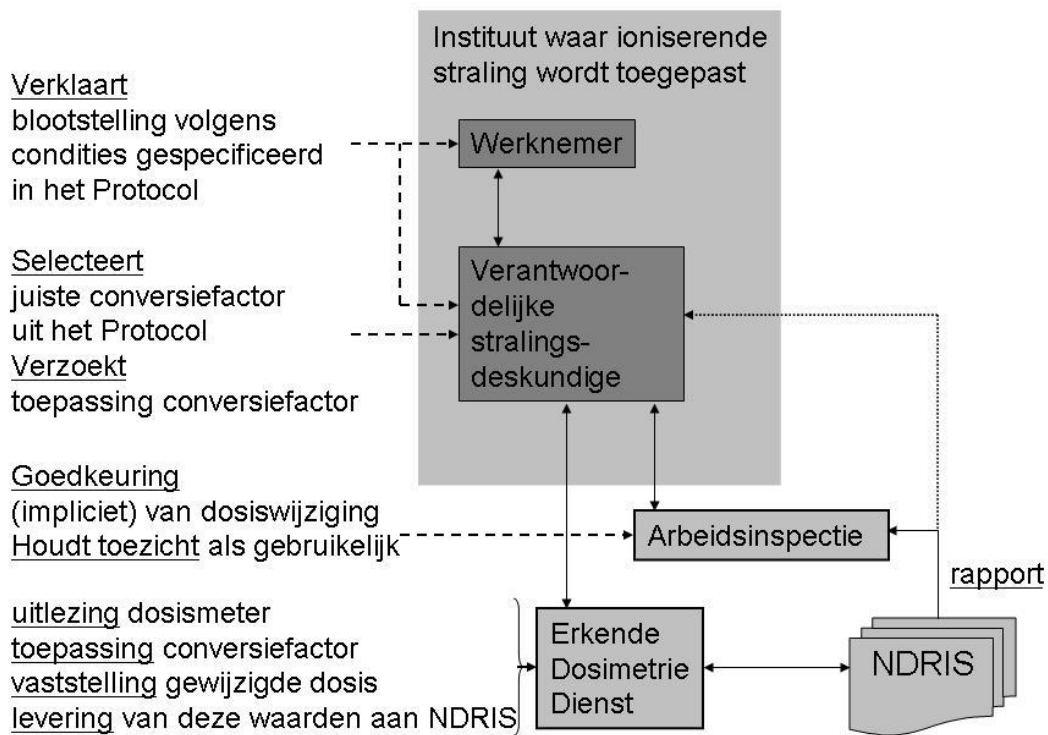 Instituut waar ioniserende
straling wordt toegepast
Verklaart
blootstelling volgens
condities gespecificeerd
in het Protocol
Werknemer
Selecteert
juiste conversiefactor
uit het Protocol
Verzoekt
toepassing conversiefactor
Verantwoor-
delijke
stralings-
deskundige
Goedkeuring
(impliciet) van dosiswijziging
Houdt toezicht als gebruikelijk
Arbeidsinspectie
rapport
uitlezing dosismeter
toepassing conversiefactor
vaststelling gewijzigde dosis
levering van deze waarden aan NDRIS
Erkende
Dosimetrie
Dienst
NDRIS